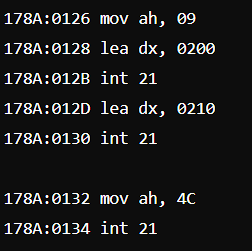 178A:0126 mov ah, 09
178A:0128 lea dx, 0200
178A:012B int 21
178A:012D lea dx, 0210
178A:0130 int 21
178A:0132 mov ah, 4C
178A:0134 int 21